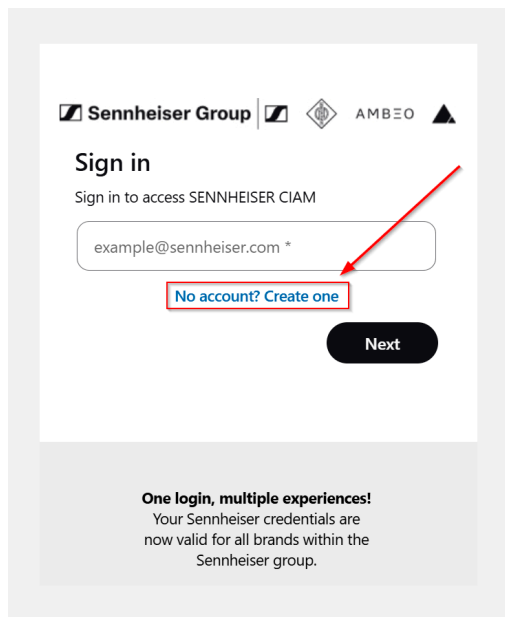 Sennheiser Group AMBEO
Sign in
Sign in to access SENNHEISER CIAM
example@sennheiser.com *
No account? Create one
Next
One login, multiple experiences!
Your Sennheiser credentials are
now valid for all brands within the
Sennheiser group.